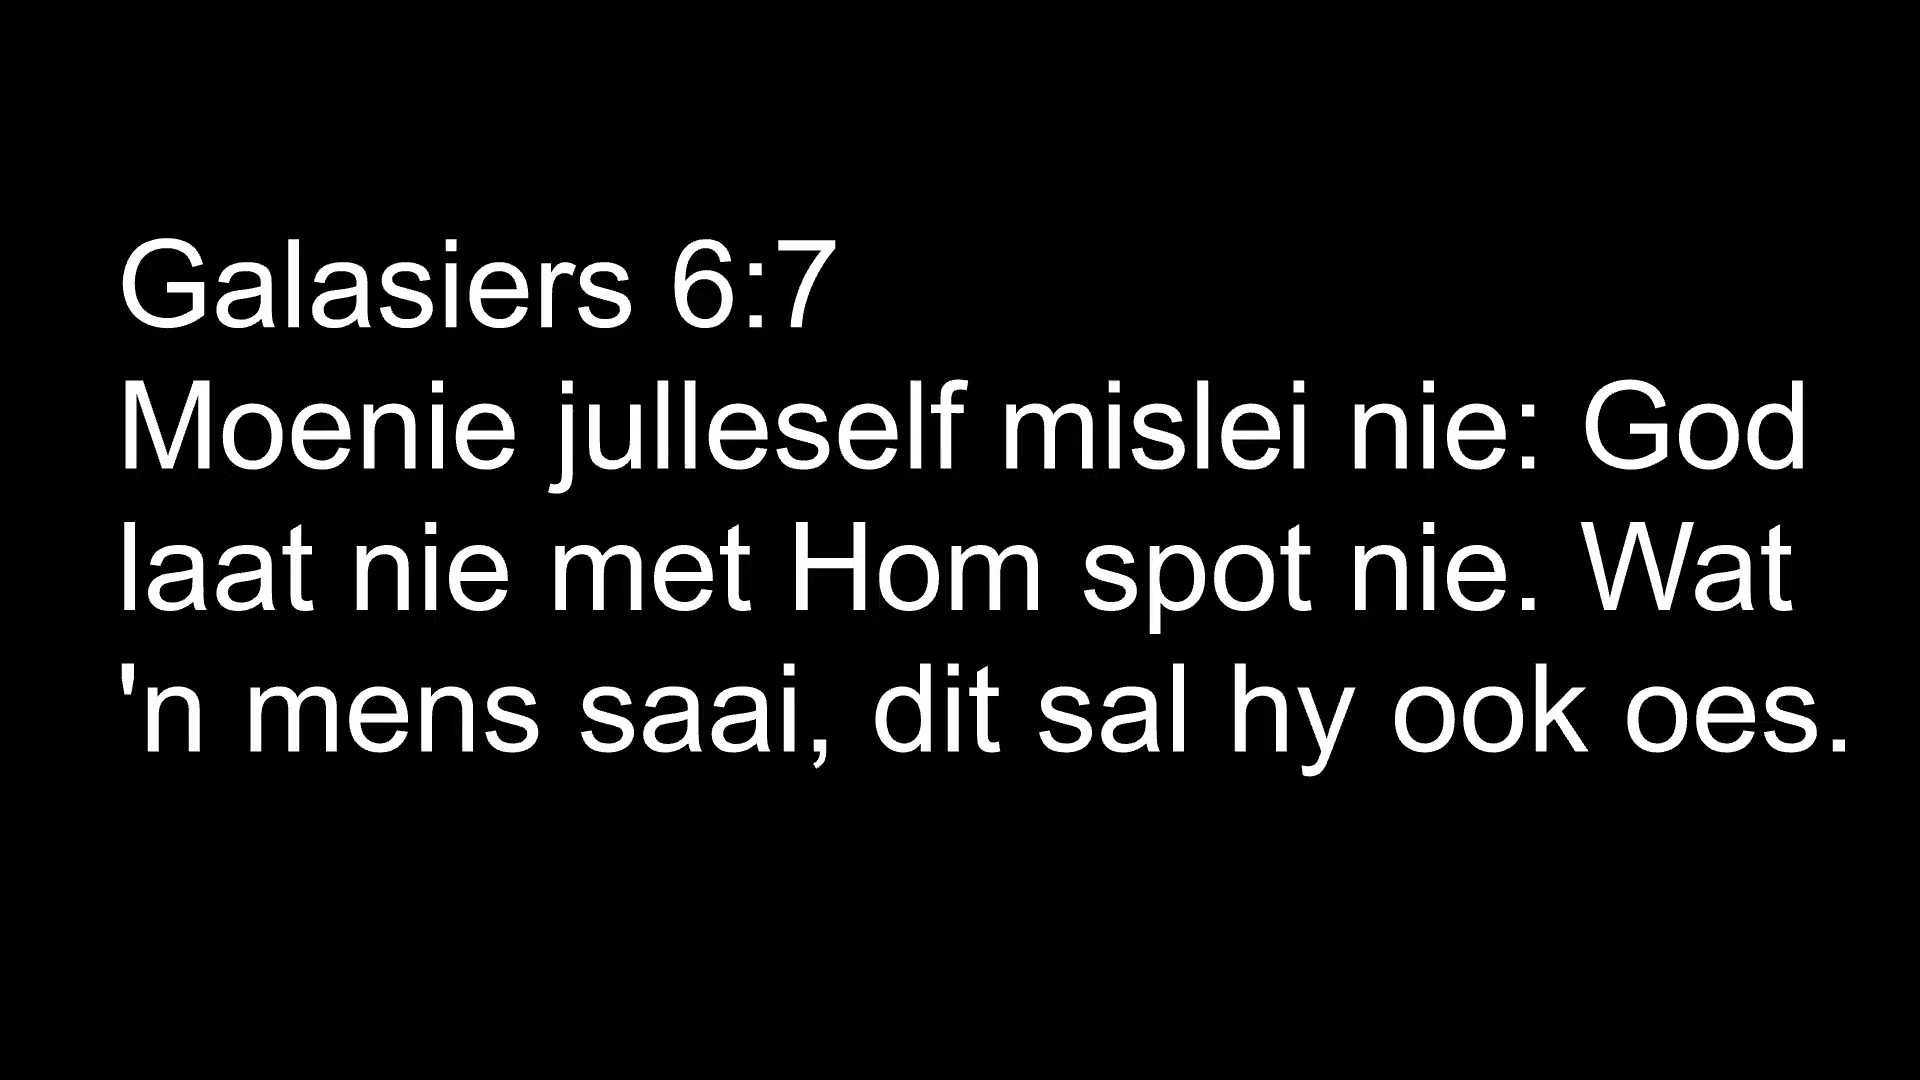 Galasiers 6:7
Moenie julleself mislei nie: God
laat nie met Hom spot nie. Wat
'n mens saai, dit sal hy ook oes.